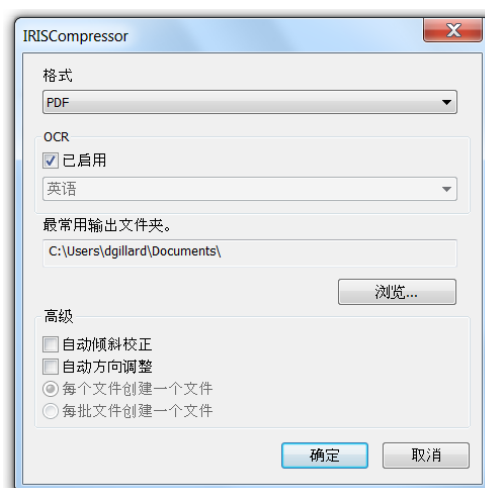 IRISCompressor
格式
PDF
OCR
已启用
英语
最常用输出文件夹。
C:\Users\dgillard\Documents\
浏览...
高级
自动倾斜校正
自动方向调整
每个文件创建一个文件
每批文件创建一个文件
确定 取消